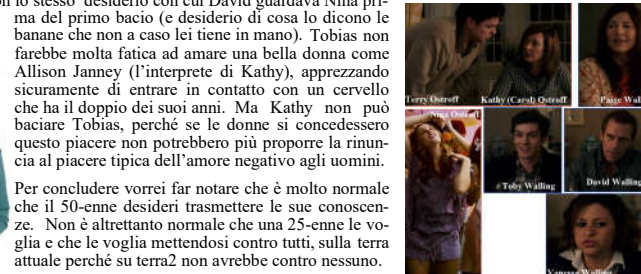 lo stesso desiderio con cui David guardava Nina pri-
ma del primo bacio (e desiderio di cosa lo dicono le
banane che non a caso lei tiene in mano). Tobias non
farebbe molta fatica ad amare una bella donna come
Allison Janney (l'interprete di Kathy), apprezzando
sicuramente di entrare in contatto con un cervello
che ha il doppio dei suoi anni. Ma Kathy non può
baciare Tobias, perché se le donne si concedessero
questo piacere non potrebbero più proporre la rinun-
cia al piacere tipica dell'amore negativo agli uomini.
Per concludere vorrei far notare che è molto normale
che il 50-enne desideri trasmettere le sue conoscen-
ze. Non è altrettanto normale che una 25-enne le vo-
glia e che le voglia mettendosi contro tutti, sulla terra
attuale perché su terra2 non avrebbe contro nessuno.
Terry Ostroff
Kathy (Carol) Ostroff
Paige Wal
Nina Ostroff
Toby Walling
David Walling
Vanessa Walling